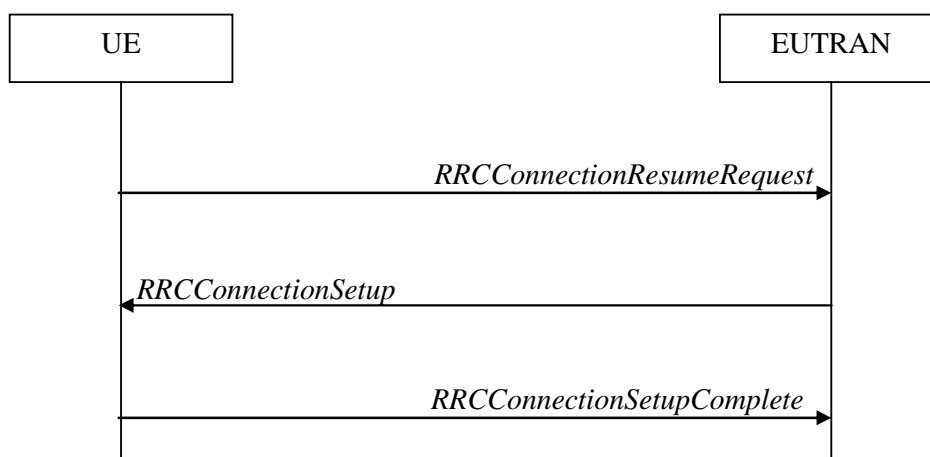 UE
EUTRAN
RRCConnectionResumeRequest
RRCConnectionSetup
RRCConnectionSetupComplete